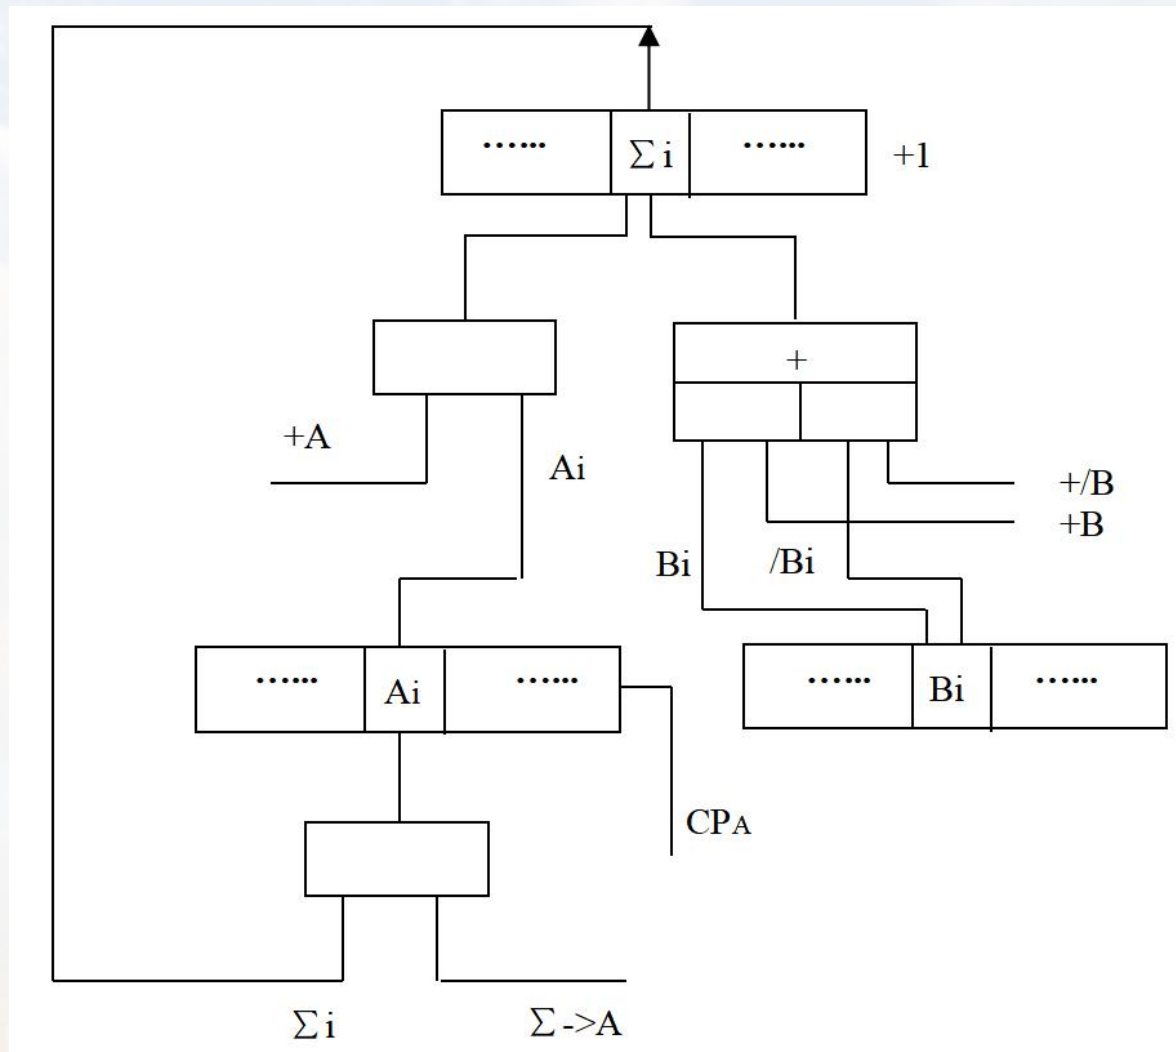 …... ∑i …... +1
+
+A
Ai
+/B
+B
Bi /Bi
…... Ai …...
…... Bi …...
CPA
∑i ∑->A